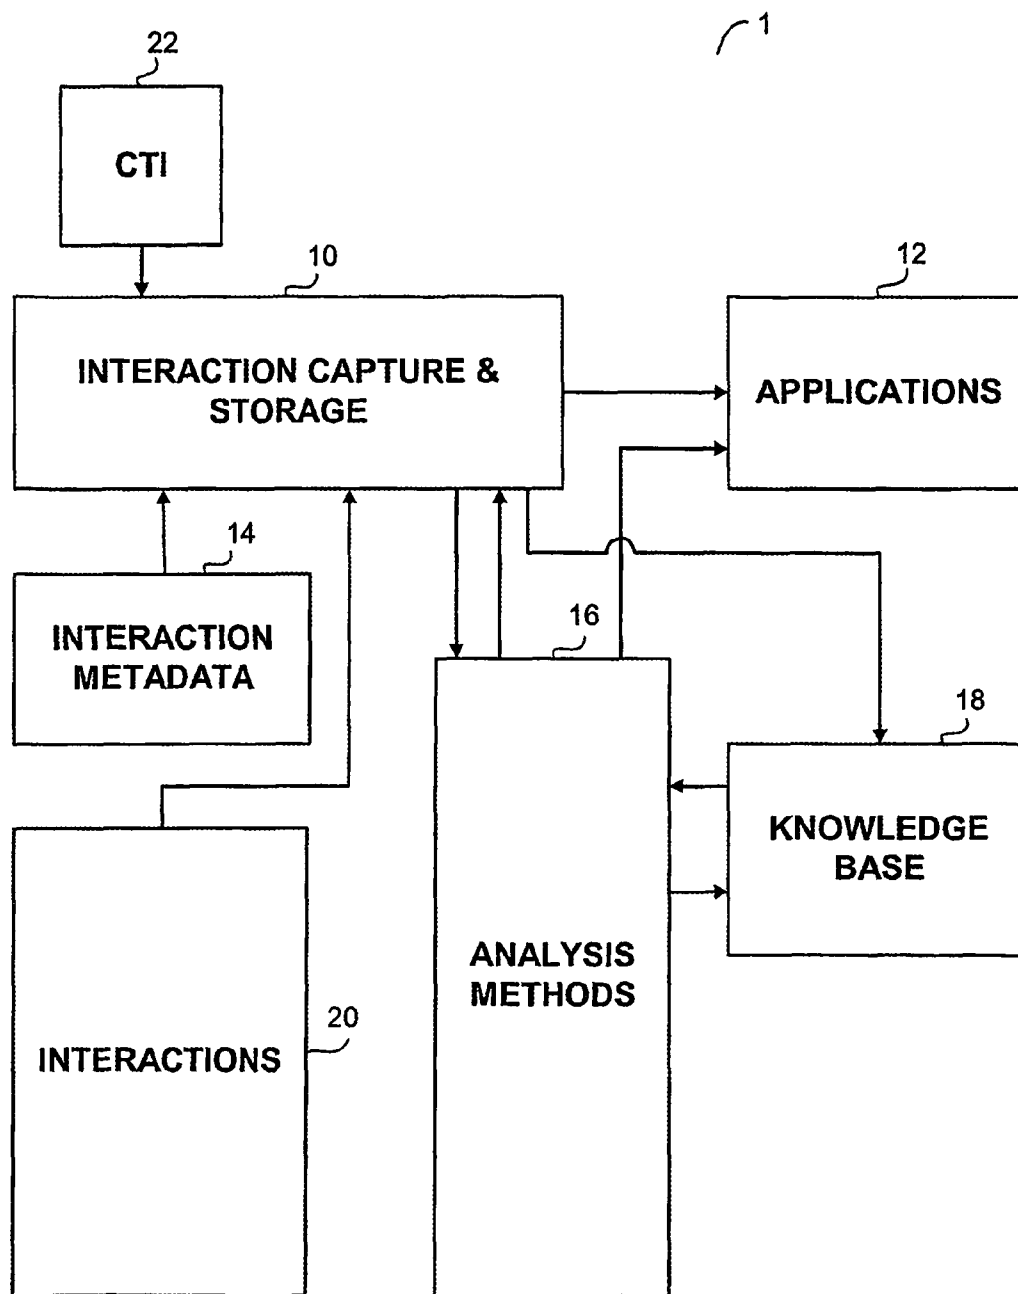 1
22
CTI
10
INTERACTION CAPTURE &
STORAGE
12
APPLICATIONS
14
INTERACTION
METADATA
16
18
KNOWLEDGE
BASE
ANALYSIS
METHODS
20
INTERACTIONS